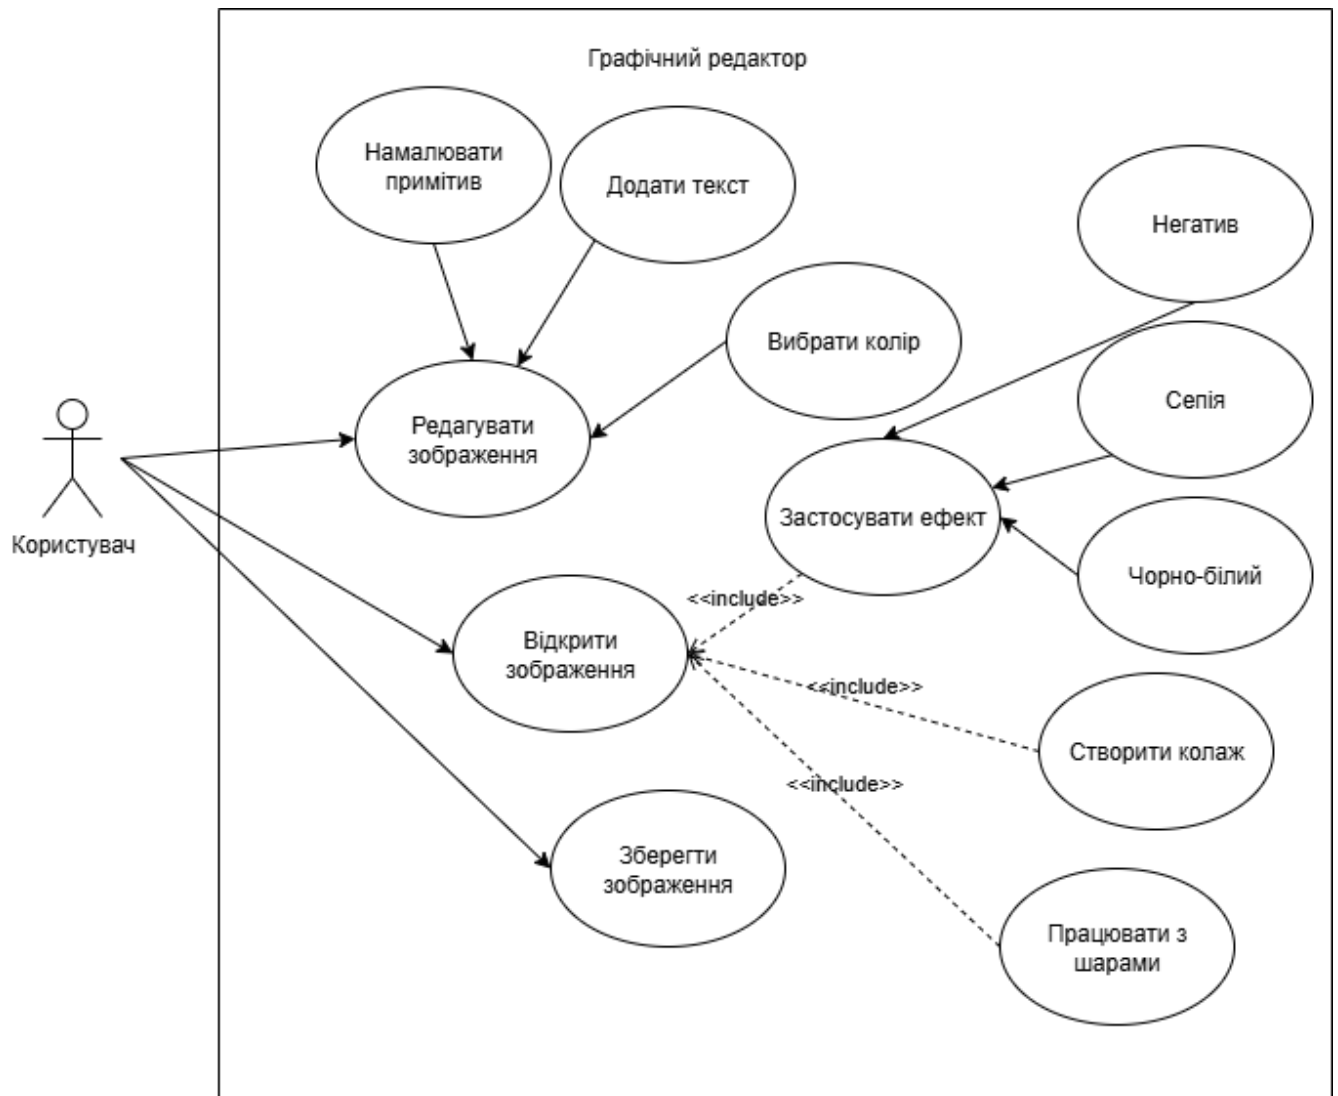 Графічний редактор
Намалювати
примітив
Додати текст
Негатив
Вибрати колір
Сепія
Редагувати
зображення
Застосувати ефект
Користувач
Чорно-білий
<<include>>
Відкрити
зображення
<<include>>
Створити колаж
<<include>>
Зберегти
зображення
Працювати з
шарами